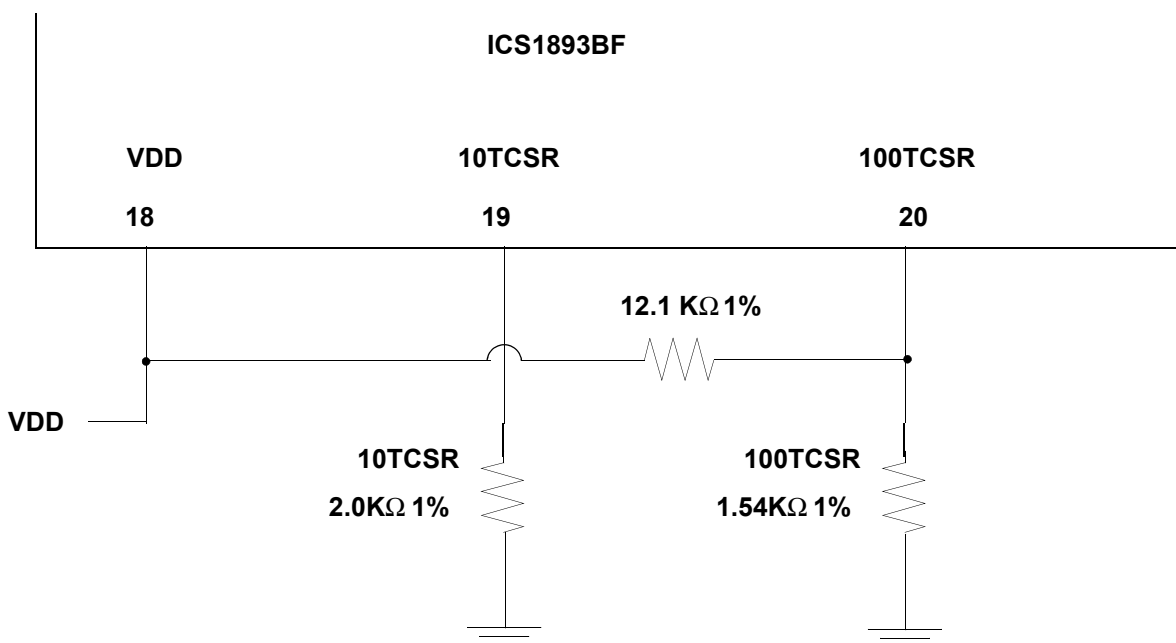 ICS1893BF
VDD 10TCSR 100TCSR
18 19 20
12.1 KΩ 1%
VDD
10TCSR 100TCSR
2.0KΩ 1% 1.54KΩ 1%